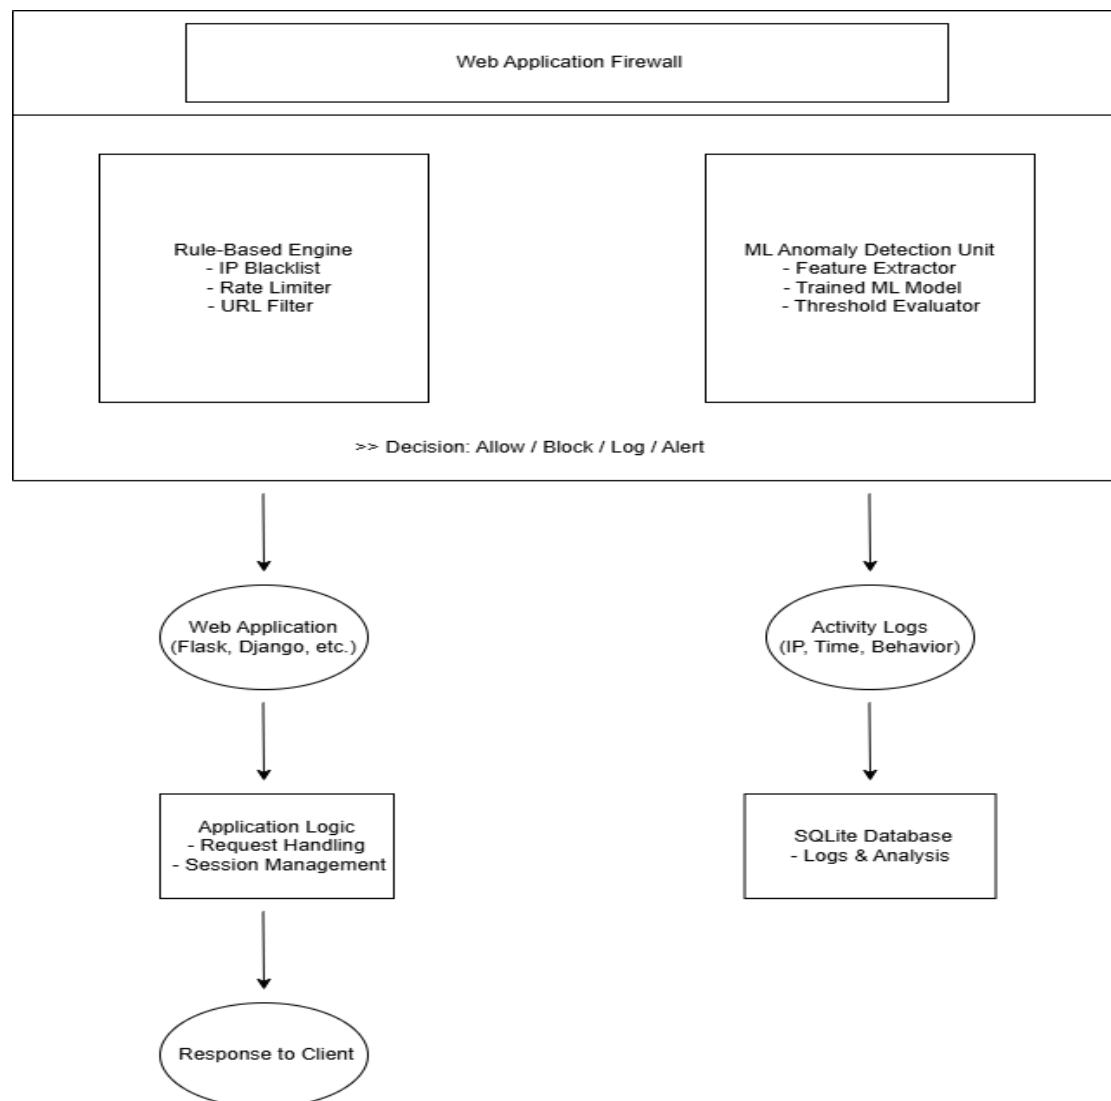 Web Application Firewall
Rule-Based Engine
- IP Blacklist
- Rate Limiter
- URL Filter
ML Anomaly Detection Unit
- Feature Extractor
- Trained ML Model
- Threshold Evaluator
>> Decision: Allow / Block / Log / Alert
Web Application
(Flask, Django, etc.)
Activity Logs
(IP, Time, Behavior)
Application Logic
- Request Handling
- Session Management
SQLite Database
- Logs & Analysis
Response to Client